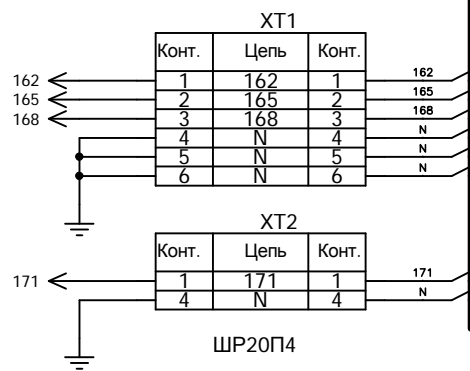 XT1
Конт. Цепь Конт.
162 1 162 1 162
165 2 165 2 165
168 3 168 3 168
4 N 4 N
5 N 5 N
6 N 6 N
XT2
Конт. Цепь Конт.
171 1 171 1 171
4 N 4 N
ШР20П4